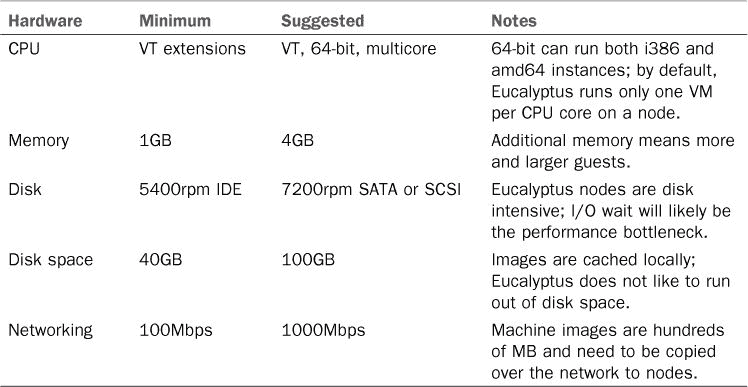 Hardware Minimum Suggested Notes
CPU VT extensions VT, 64-bit, multicore 64-bit can run both i386 and
amd64 instances; by default,
Eucalyptus runs only one VM
per CPU core on a node.
Memory 1GB 4GB Additional memory means more
and larger guests.
Disk 5400rpm IDE 7200rpm SATA or SCSI Eucalyptus nodes are disk
intensive; I/O wait will likely be
the performance bottleneck.
Disk space 40GB 100GB Images are cached locally;
Eucalyptus does not like to run
out of disk space.
Networking 100Mbps 1000Mbps Machine images are hundreds
of MB and need to be copied
over the network to nodes.